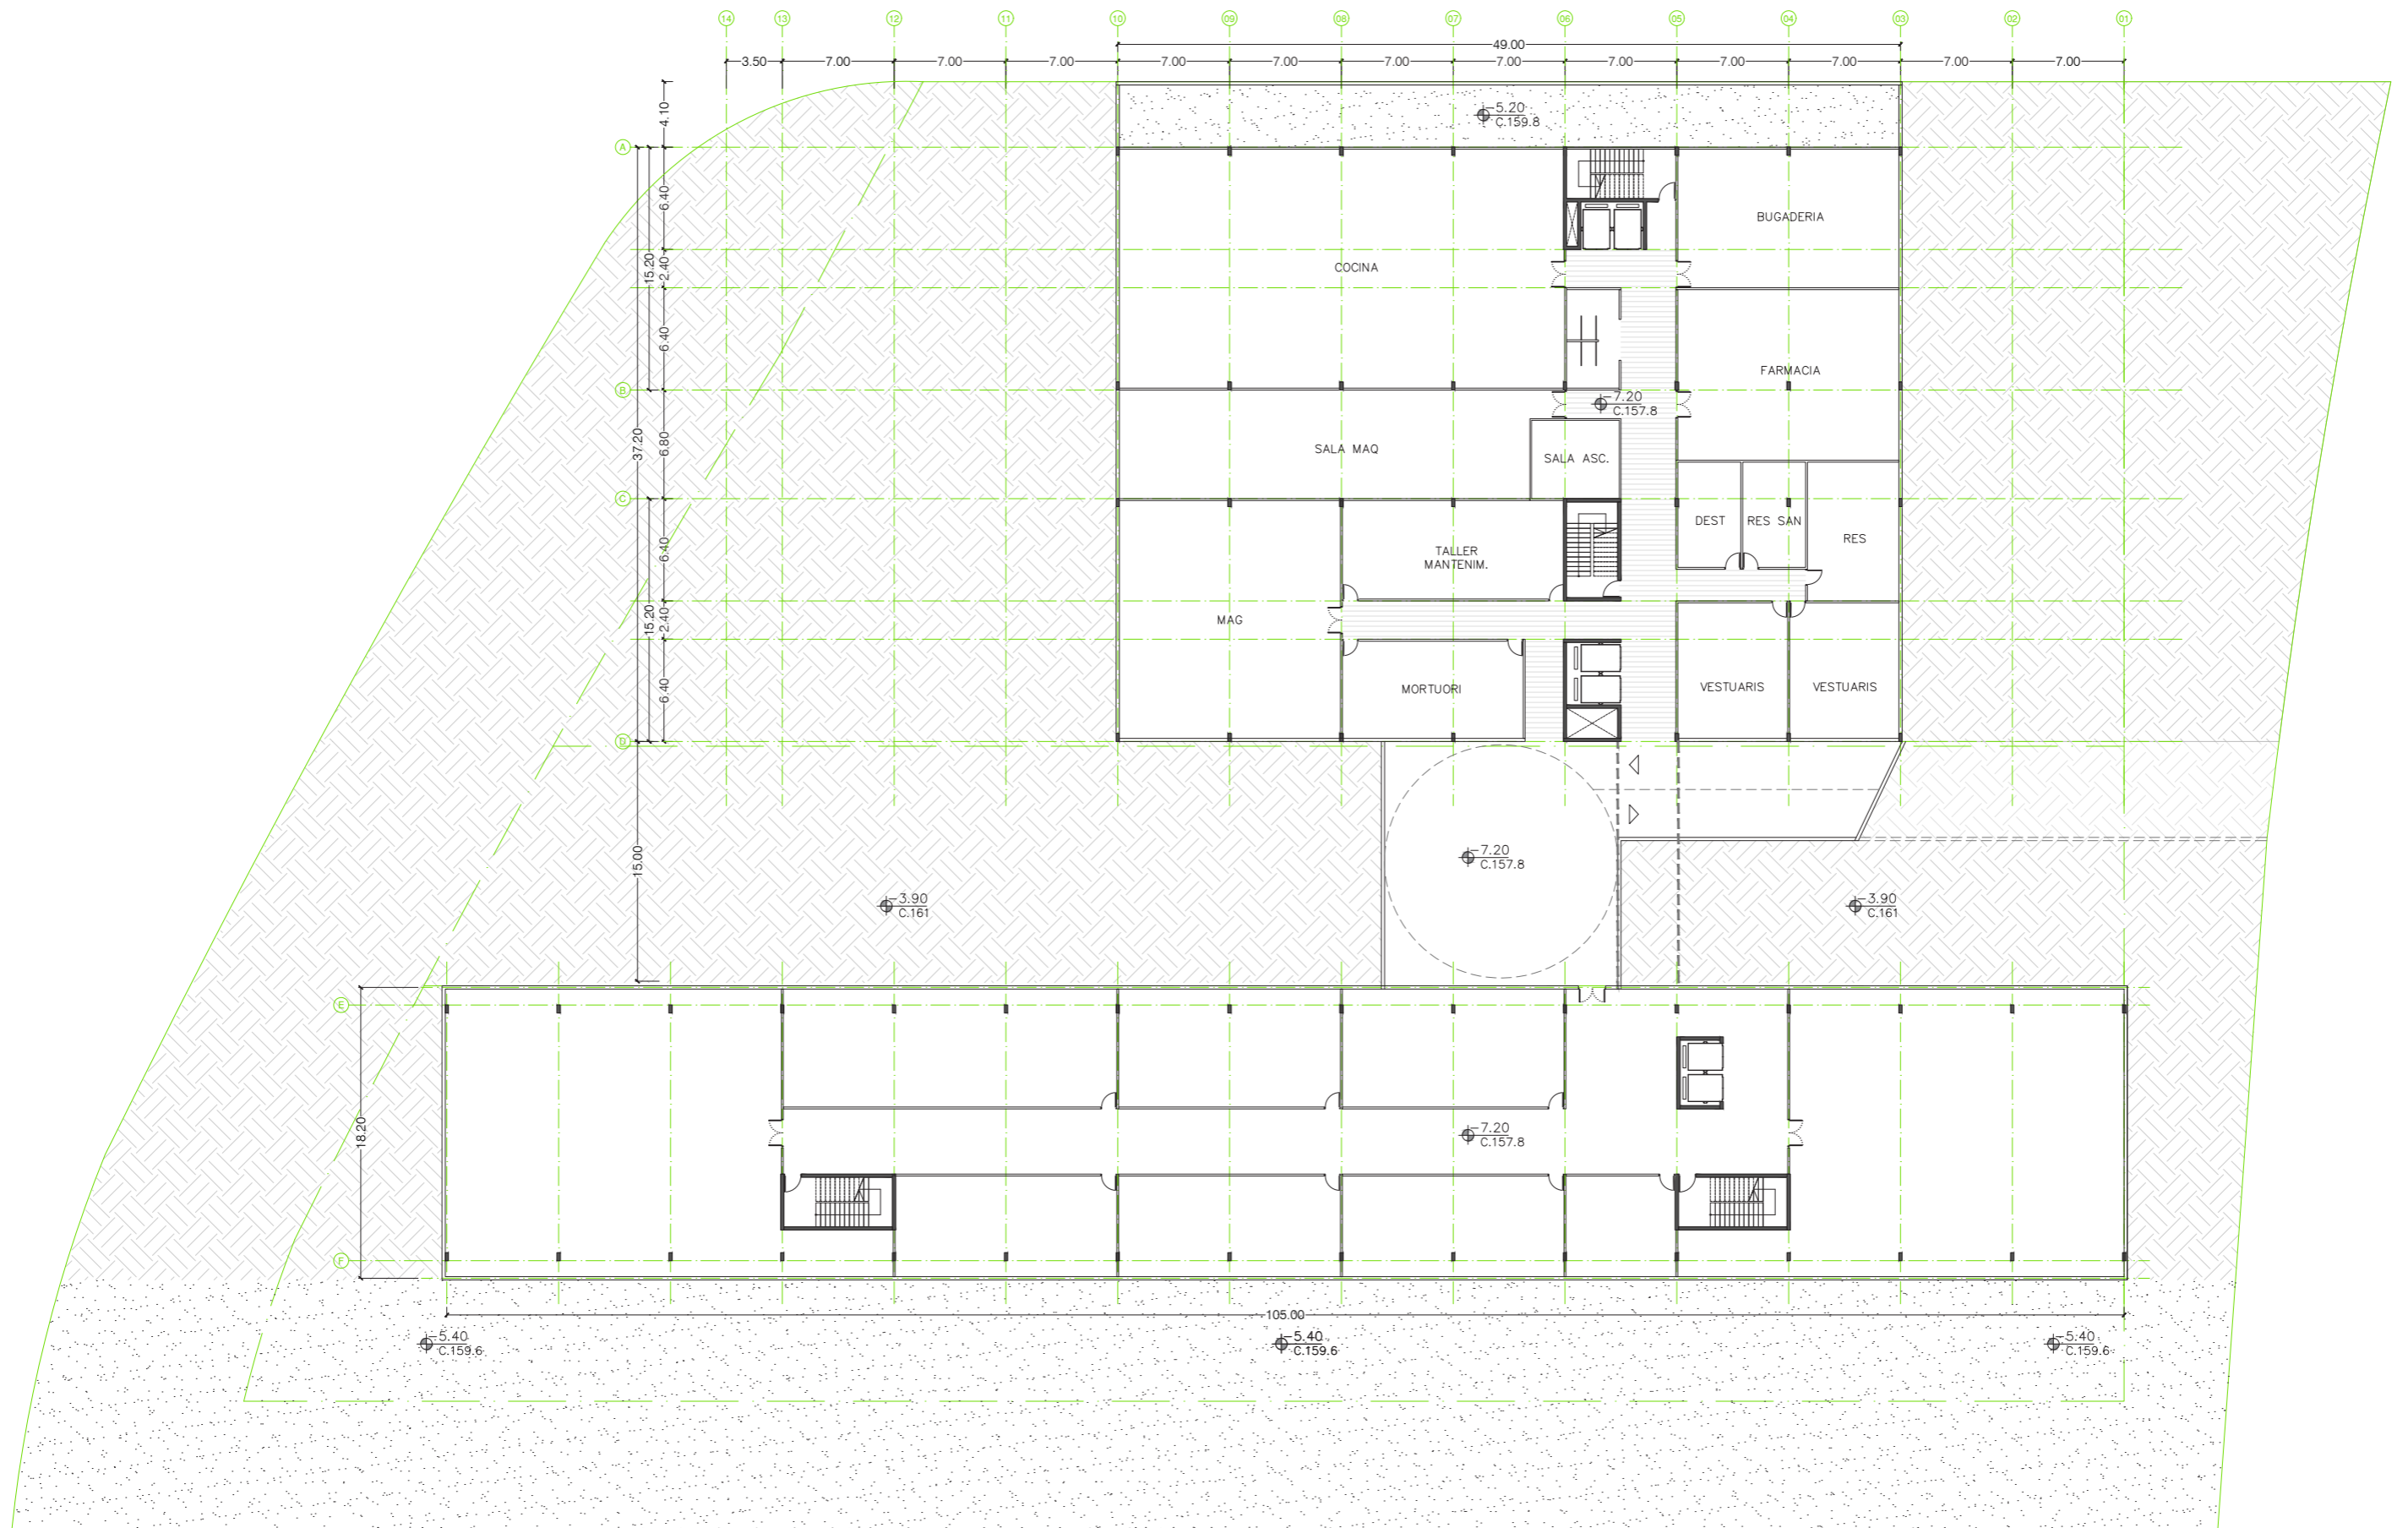 14 13 12 11 10 09 08 07 06 05 04 03 02 01
49.00
3.50 7.00 7.00 7.00 7.00 7.00 7.00 7.00 7.00 7.00 7.00 7.00 7.00
4.10
-5.20
C.159.8
A
6.40
BUGADERIA
15.20
2.40
COCINA
6.40
FARMACIA
B
-7.20
C.157.8
37.20
6.80
SALA MAQ
SALA ASC.
C
DEST
RES SAN
RES
6.40
TALLER
MANTENIM.
15.20
2.40
MAG
6.40
MORTUORI
VESTUARIS
VESTUARIS
D
15.00
-7.20
C.157.8
-3.90
C.161
-3.90
C.161
E
18.20
-7.20
C.157.8
F
105.00
-5.40
C.159.6
-5.40
C.159.6
-5.40
C.159.6